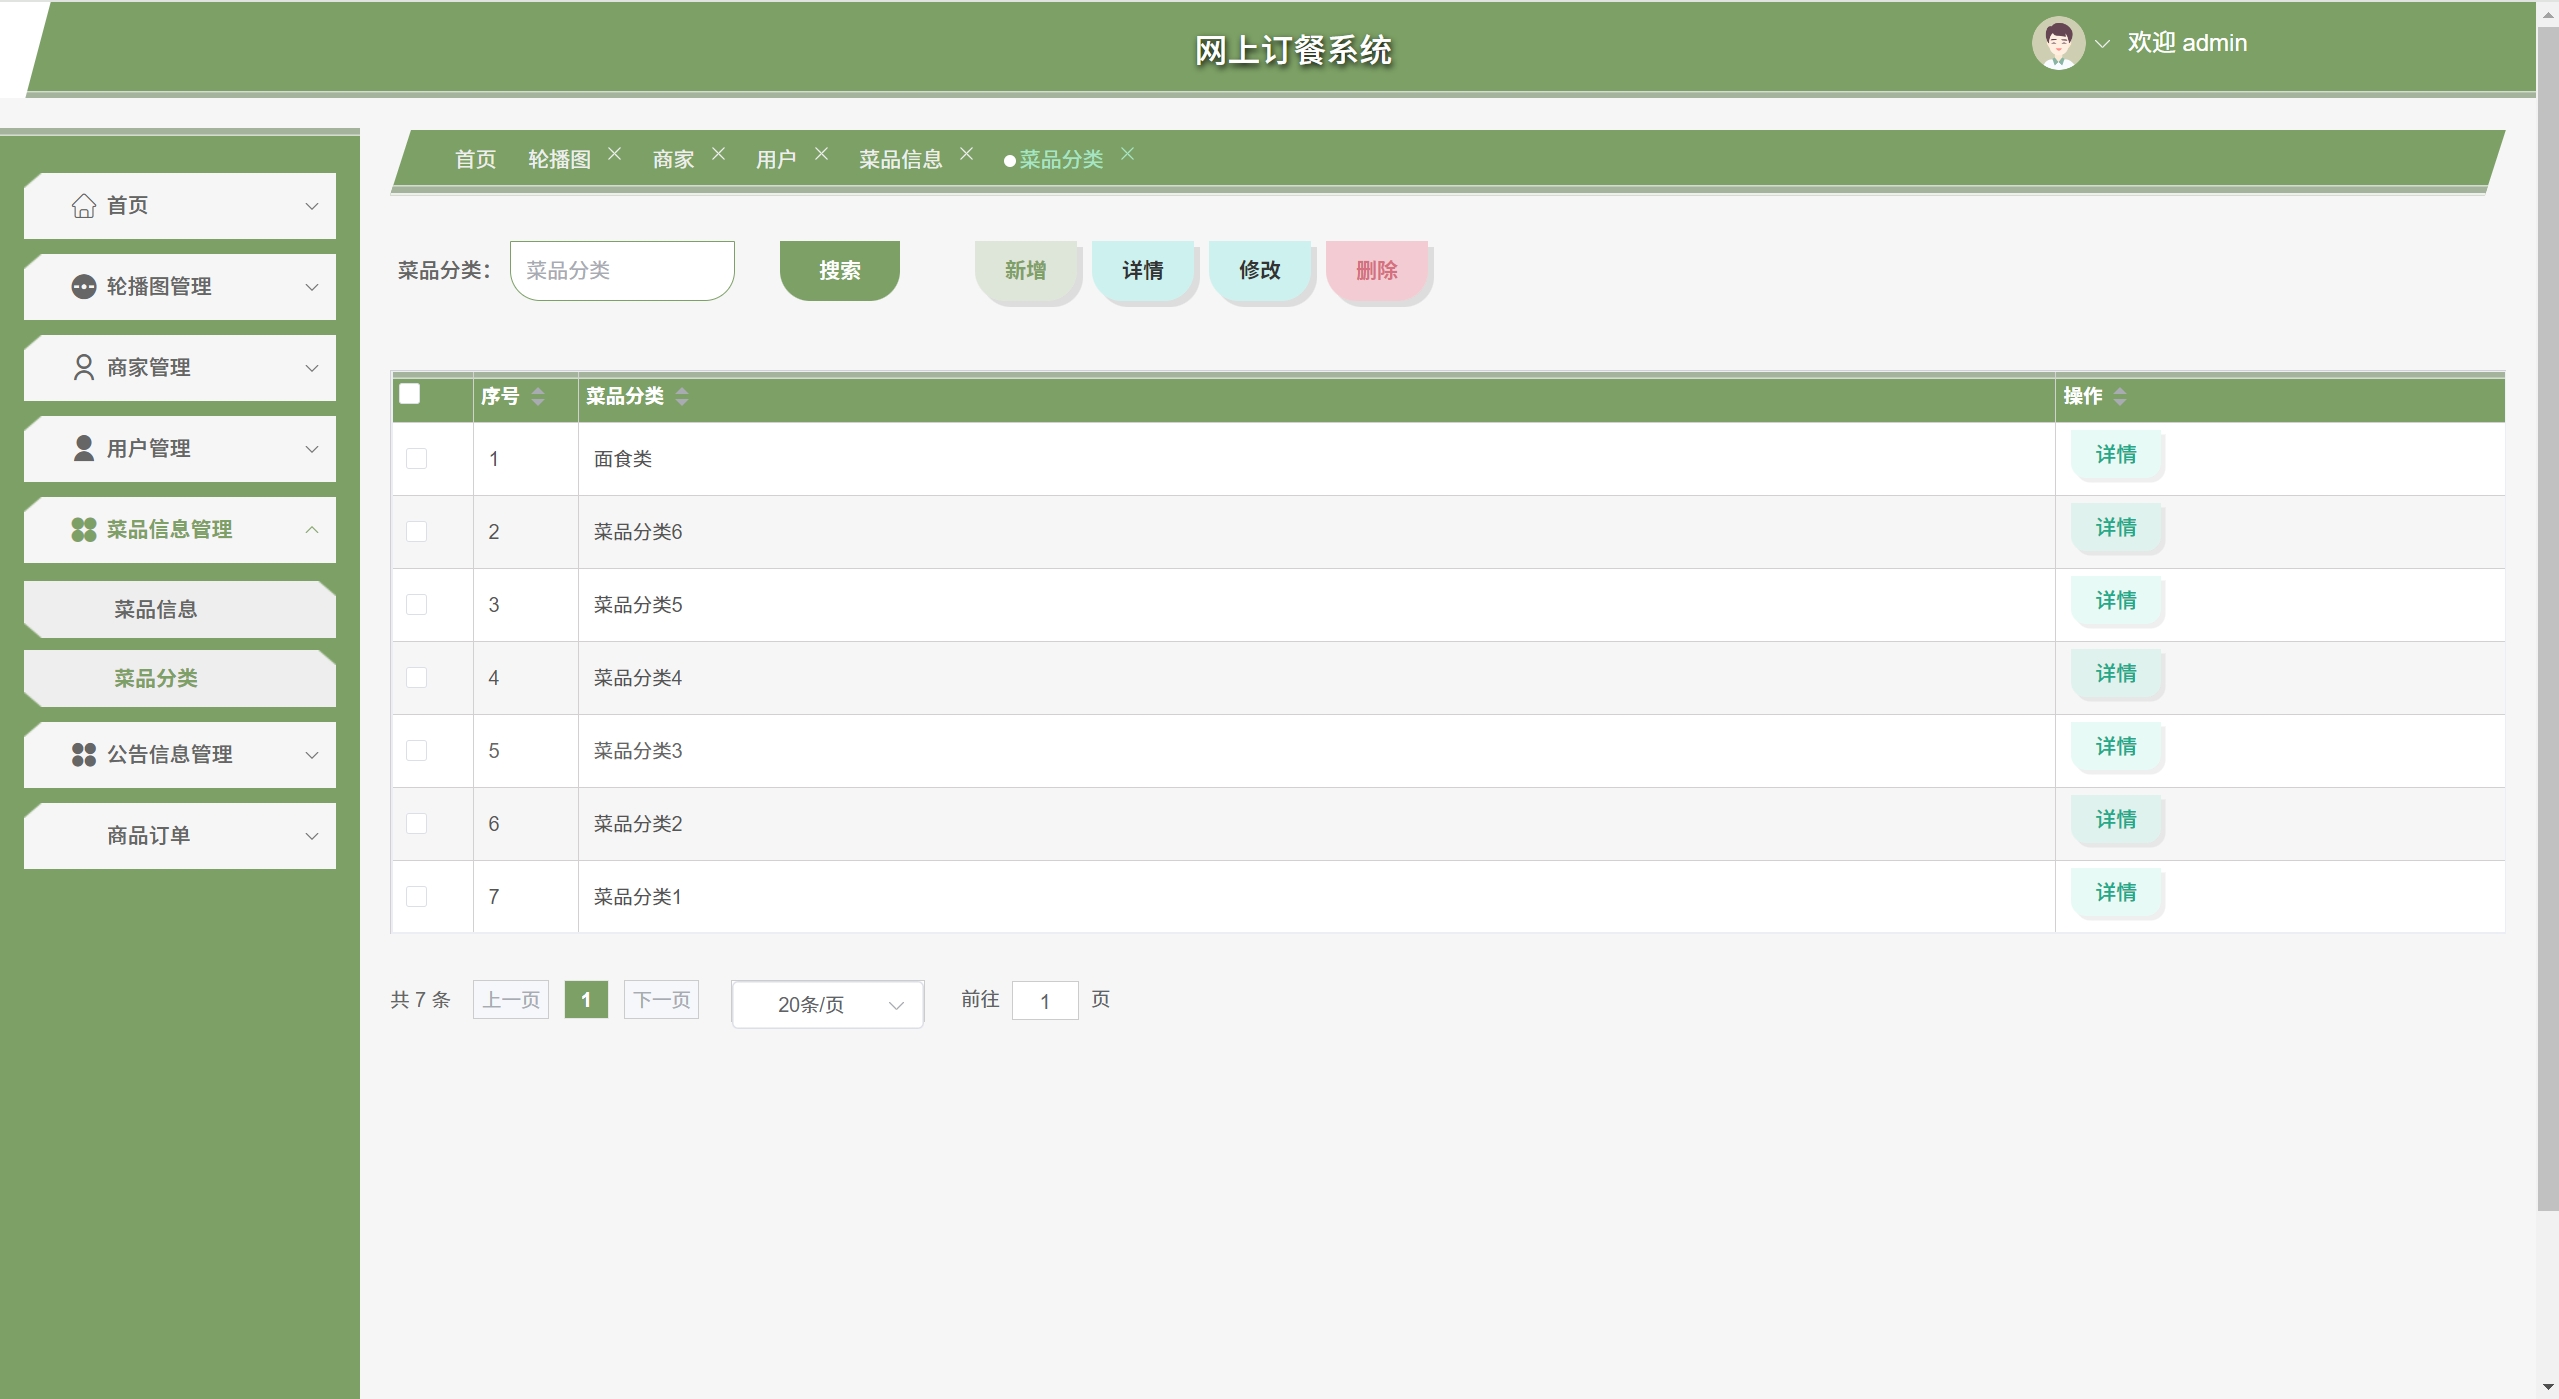 网上订餐系统
欢迎 admin
首页
轮播图管理
商家管理
用户管理
菜品信息管理
菜品信息
菜品分类
公告信息管理
商品订单
首页 轮播图 商家 用户 菜品信息 菜品分类
菜品分类： 菜品分类 搜索 新增 详情 修改 删除
序号 菜品分类 操作
1 面食类 详情
2 菜品分类6 详情
3 菜品分类5 详情
4 菜品分类4 详情
5 菜品分类3 详情
6 菜品分类2 详情
7 菜品分类1 详情
共 7 条 上一页 1 下一页 20条/页 前往 1 页